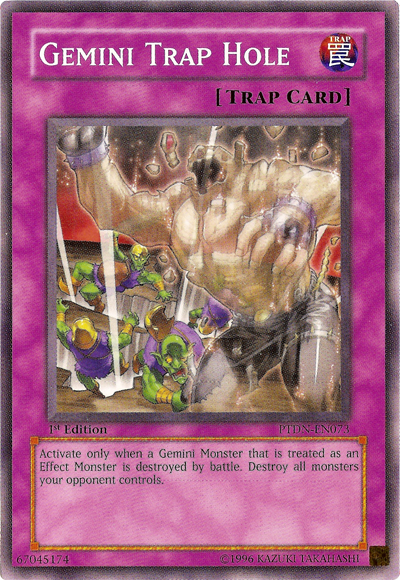 GEMINI TRAP HOLE
TRAP
罠
[TRAP CARD]
1st Edition
PTDN-EN073
Activate only when a Gemini Monster that is treated as an
Effect Monster is destroyed by battle. Destroy all monsters
your opponent controls.
67045174
©1996 KAZUKI TAKAHASHI